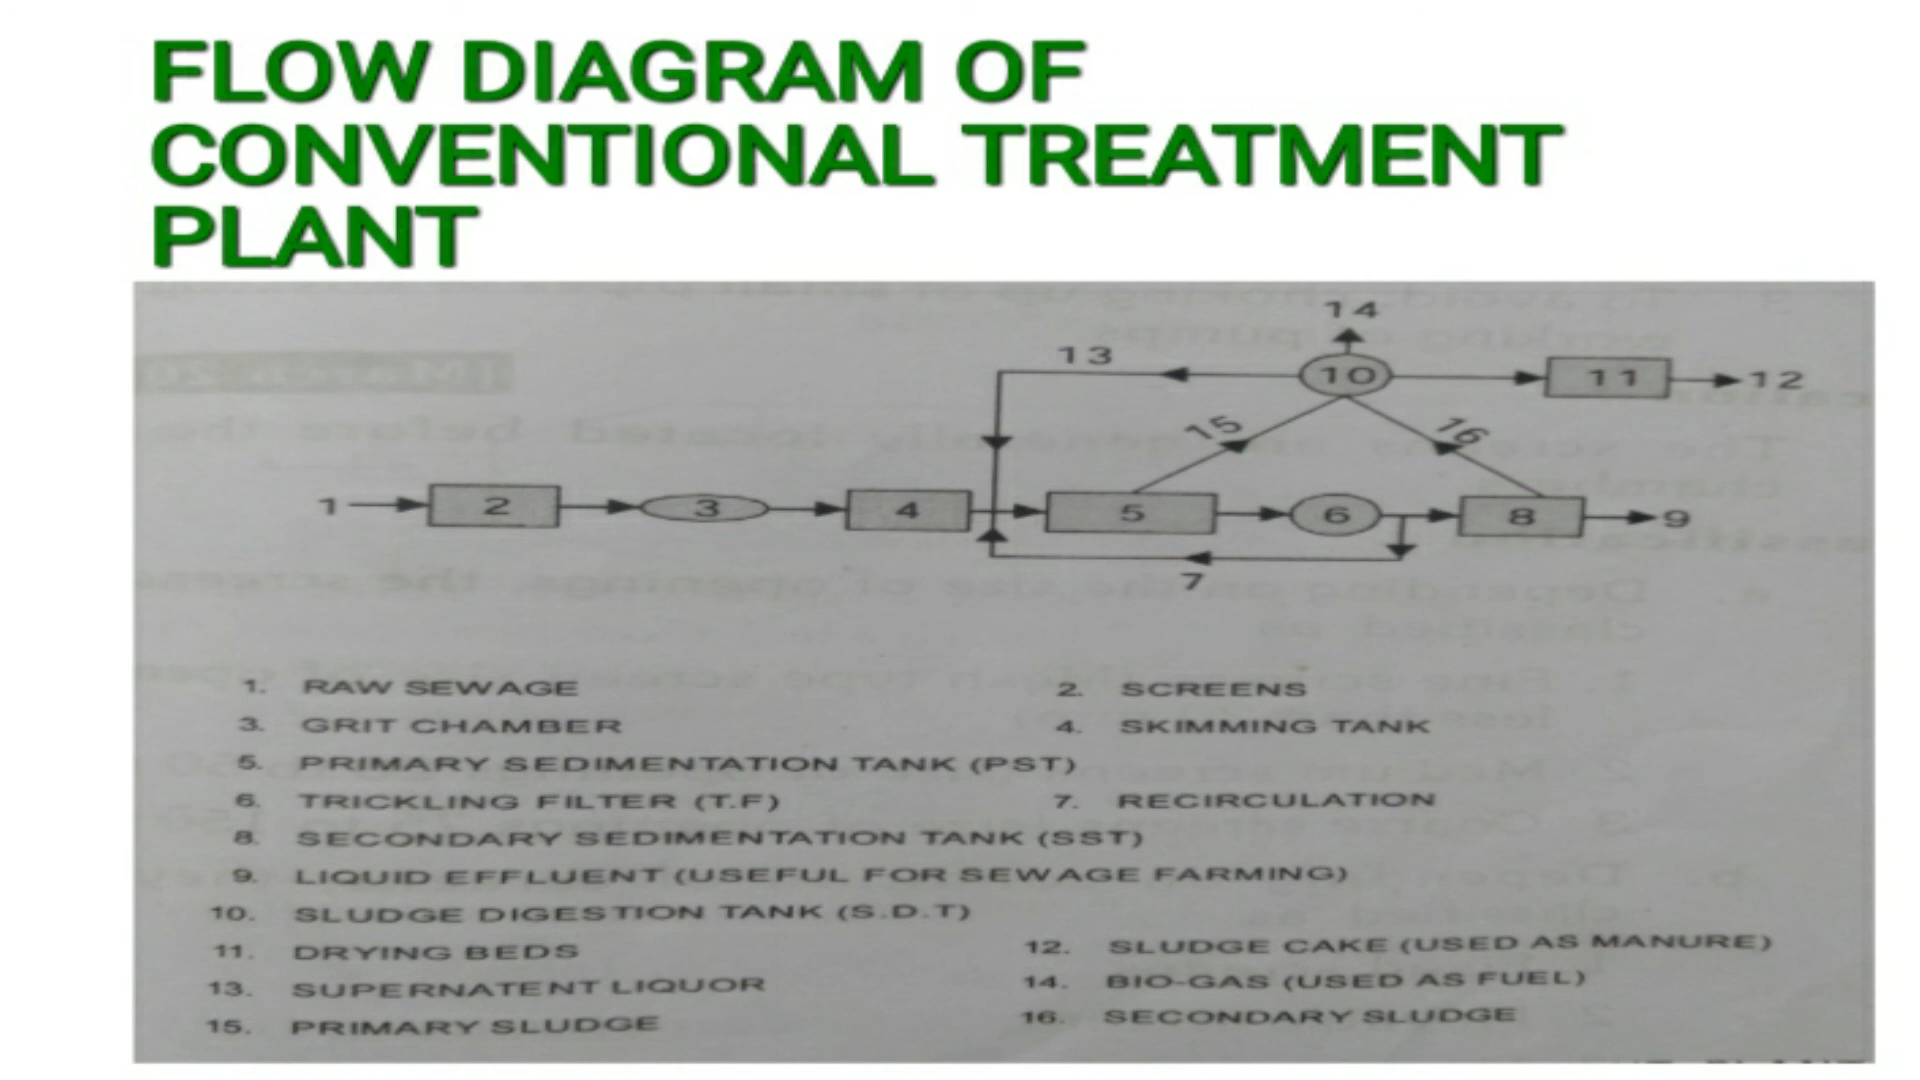 FLOW DIAGRAM OF
CONVENTIONAL TREATMENT
PLANT
14
13
10
11
12
15
16
1
2
3
4
5
6
8
9
7
1. RAW SEWAGE 2. SCREENS
3. GRIT CHAMBER 4. SKIMMING TANK
5. PRIMARY SEDIMENTATION TANK (PST)
6. TRICKLING FILTER (T.F) 7. RECIRCULATION
8. SECONDARY SEDIMENTATION TANK (SST)
9. LIQUID EFFLUENT (USEFUL FOR SEWAGE FARMING)
10. SLUDGE DIGESTION TANK (S.D.T)
11. DRYING BEDS 12. SLUDGE CAKE (USED AS MANURE)
13. SUPERNATENT LIQUOR 14. BIO-GAS (USED AS FUEL)
15. PRIMARY SLUDGE 16. SECONDARY SLUDGE